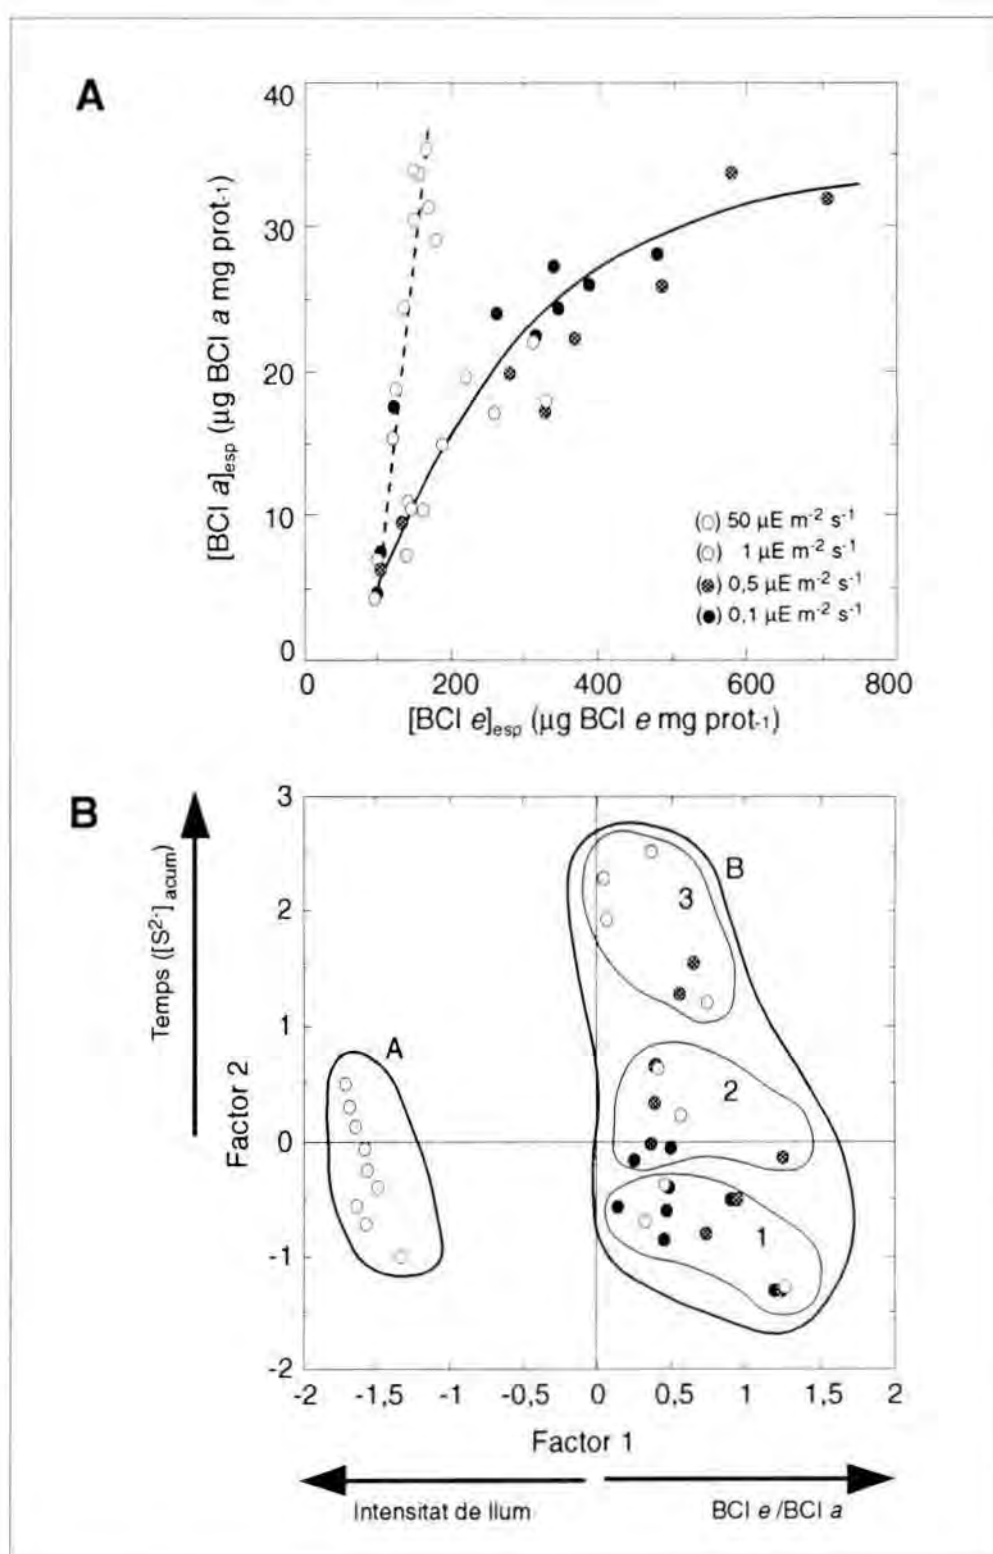 A
40
30
20
10
0
[BCl a]esp (µg BCl a mg prot-1)
0 200 400 600 800
[BCl e]esp (µg BCl e mg prot-1)
(○) 50 µE m-2 s-1
(○) 1 µE m-2 s-1
(●) 0,5 µE m-2 s-1
(●) 0,1 µE m-2 s-1
B
Temps ([S2-]acum)
Factor 2
3
2
1
0
-1
-2
A
B
3
2
1
-2 -1,5 -1 -0,5 0 0,5 1 1,5 2
Factor 1
Intensitat de llum
BCl e/BCl a